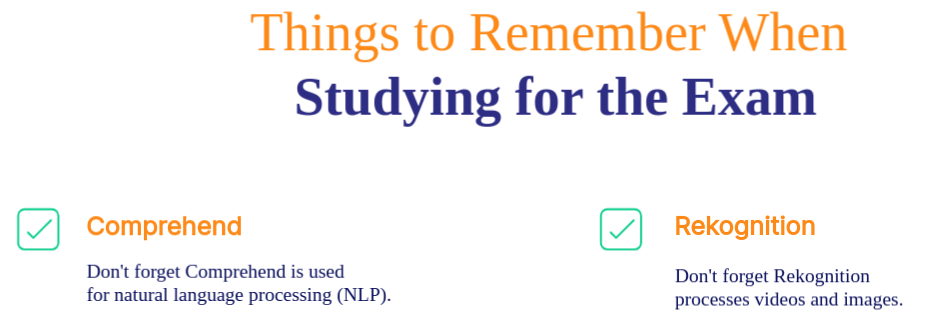 Things to Remember When
Studying for the Exam
Comprehend
Don't forget Comprehend is used
for natural language processing (NLP).
Rekognition
Don't forget Rekognition
processes videos and images.